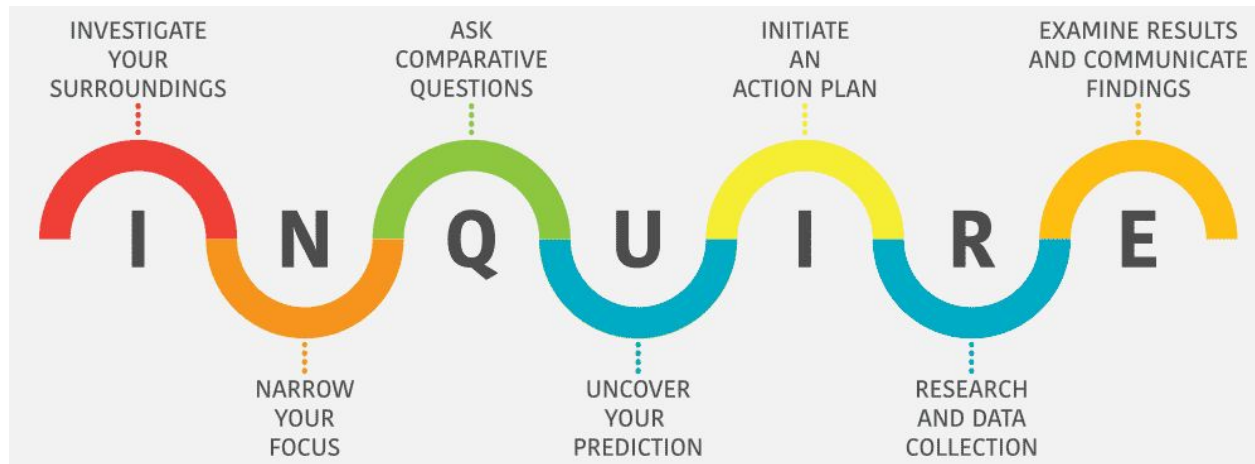 INVESTIGATE
YOUR
SURROUNDINGS
ASK
COMPARATIVE
QUESTIONS
INITIATE
AN
ACTION PLAN
EXAMINE RESULTS
AND COMMUNICATE
FINDINGS
I N Q U I R E
NARROW
YOUR
FOCUS
UNCOVER
YOUR
PREDICTION
RESEARCH
AND DATA
COLLECTION